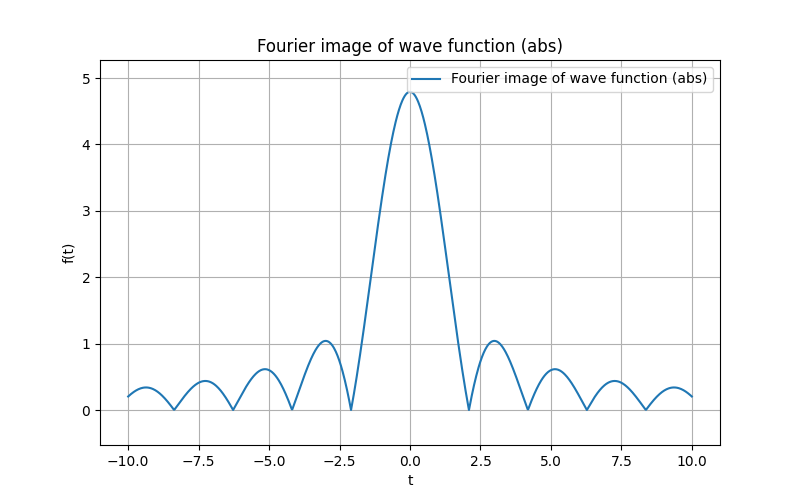 Fourier image of wave function (abs)
Fourier image of wave function (abs)
5
4
3
2
1
0
f(t)
−10.0 −7.5 −5.0 −2.5 0.0 2.5 5.0 7.5 10.0
t